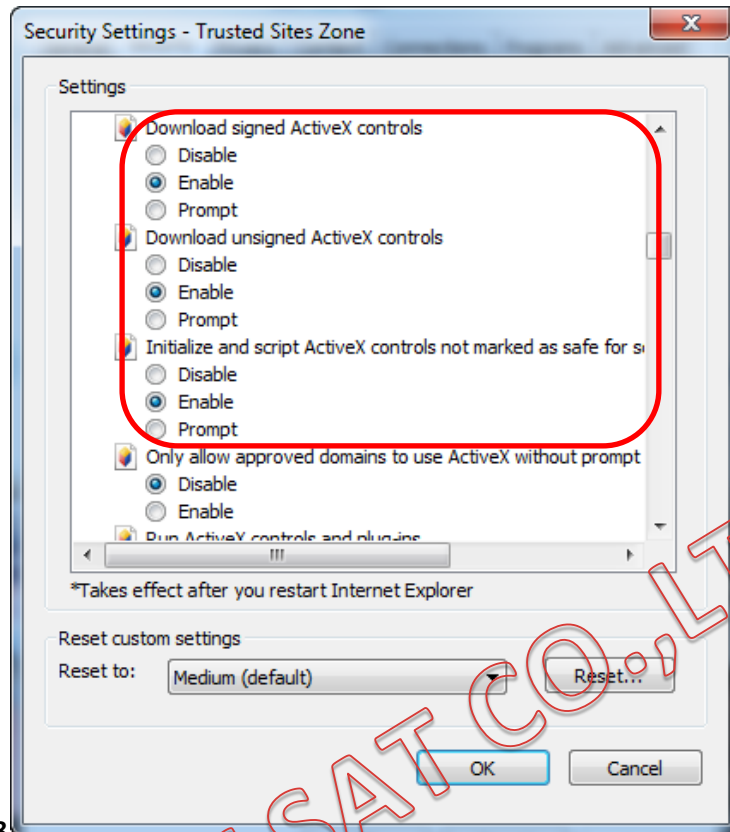 Security Settings - Trusted Sites Zone
X
Settings
Download signed ActiveX controls
Disable
Enable
Prompt
Download unsigned ActiveX controls
Disable
Enable
Prompt
Initialize and script ActiveX controls not marked as safe for s
Disable
Enable
Prompt
Only allow approved domains to use ActiveX without prompt
Disable
Enable
Run ActiveX controls and plug-ins
*Takes effect after you restart Internet Explorer
Reset custom settings
Reset to:
Medium (default)
Reset...
OK
Cancel
SAT CO.,LT